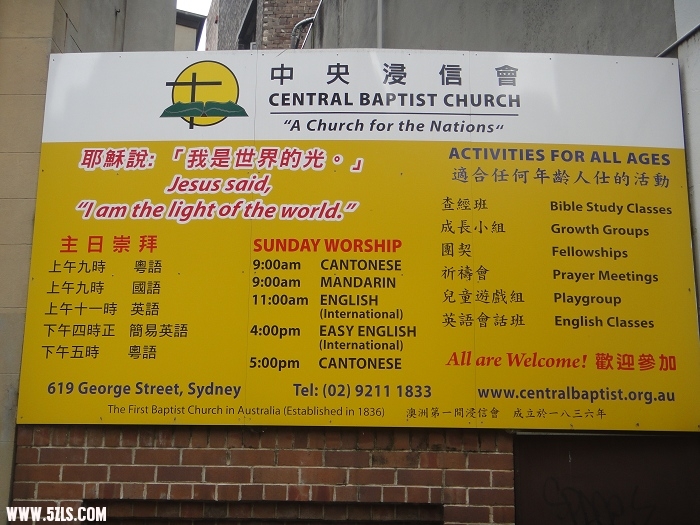 中央浸信會
CENTRAL BAPTIST CHURCH
"A Church for the Nations"
耶穌說:「我是世界的光。」
Jesus said,
"I am the light of the world."
主日崇拜
上午九時 粵語
上午九時 國語
上午十一時 英語
下午四時正 簡易英語
下午五時 粵語
SUNDAY WORSHIP
9:00am CANTONESE
9:00am MANDARIN
11:00am ENGLISH
(International)
4:00pm EASY ENGLISH
(International)
5:00pm CANTONESE
ACTIVITIES FOR ALL AGES
適合任何年齡人仕的活動
查經班 Bible Study Classes
成長小組 Growth Groups
團契 Fellowships
祈禱會 Prayer Meetings
兒童遊戲組 Playgroup
英語會話班 English Classes
All are Welcome! 歡迎參加
619 George Street, Sydney Tel: (02) 9211 1833 www.centralbaptist.org.au
The First Baptist Church in Australia (Established in 1836) 澳洲第一間浸信會 成立於一八三六年
WWW.5ZLS.COM